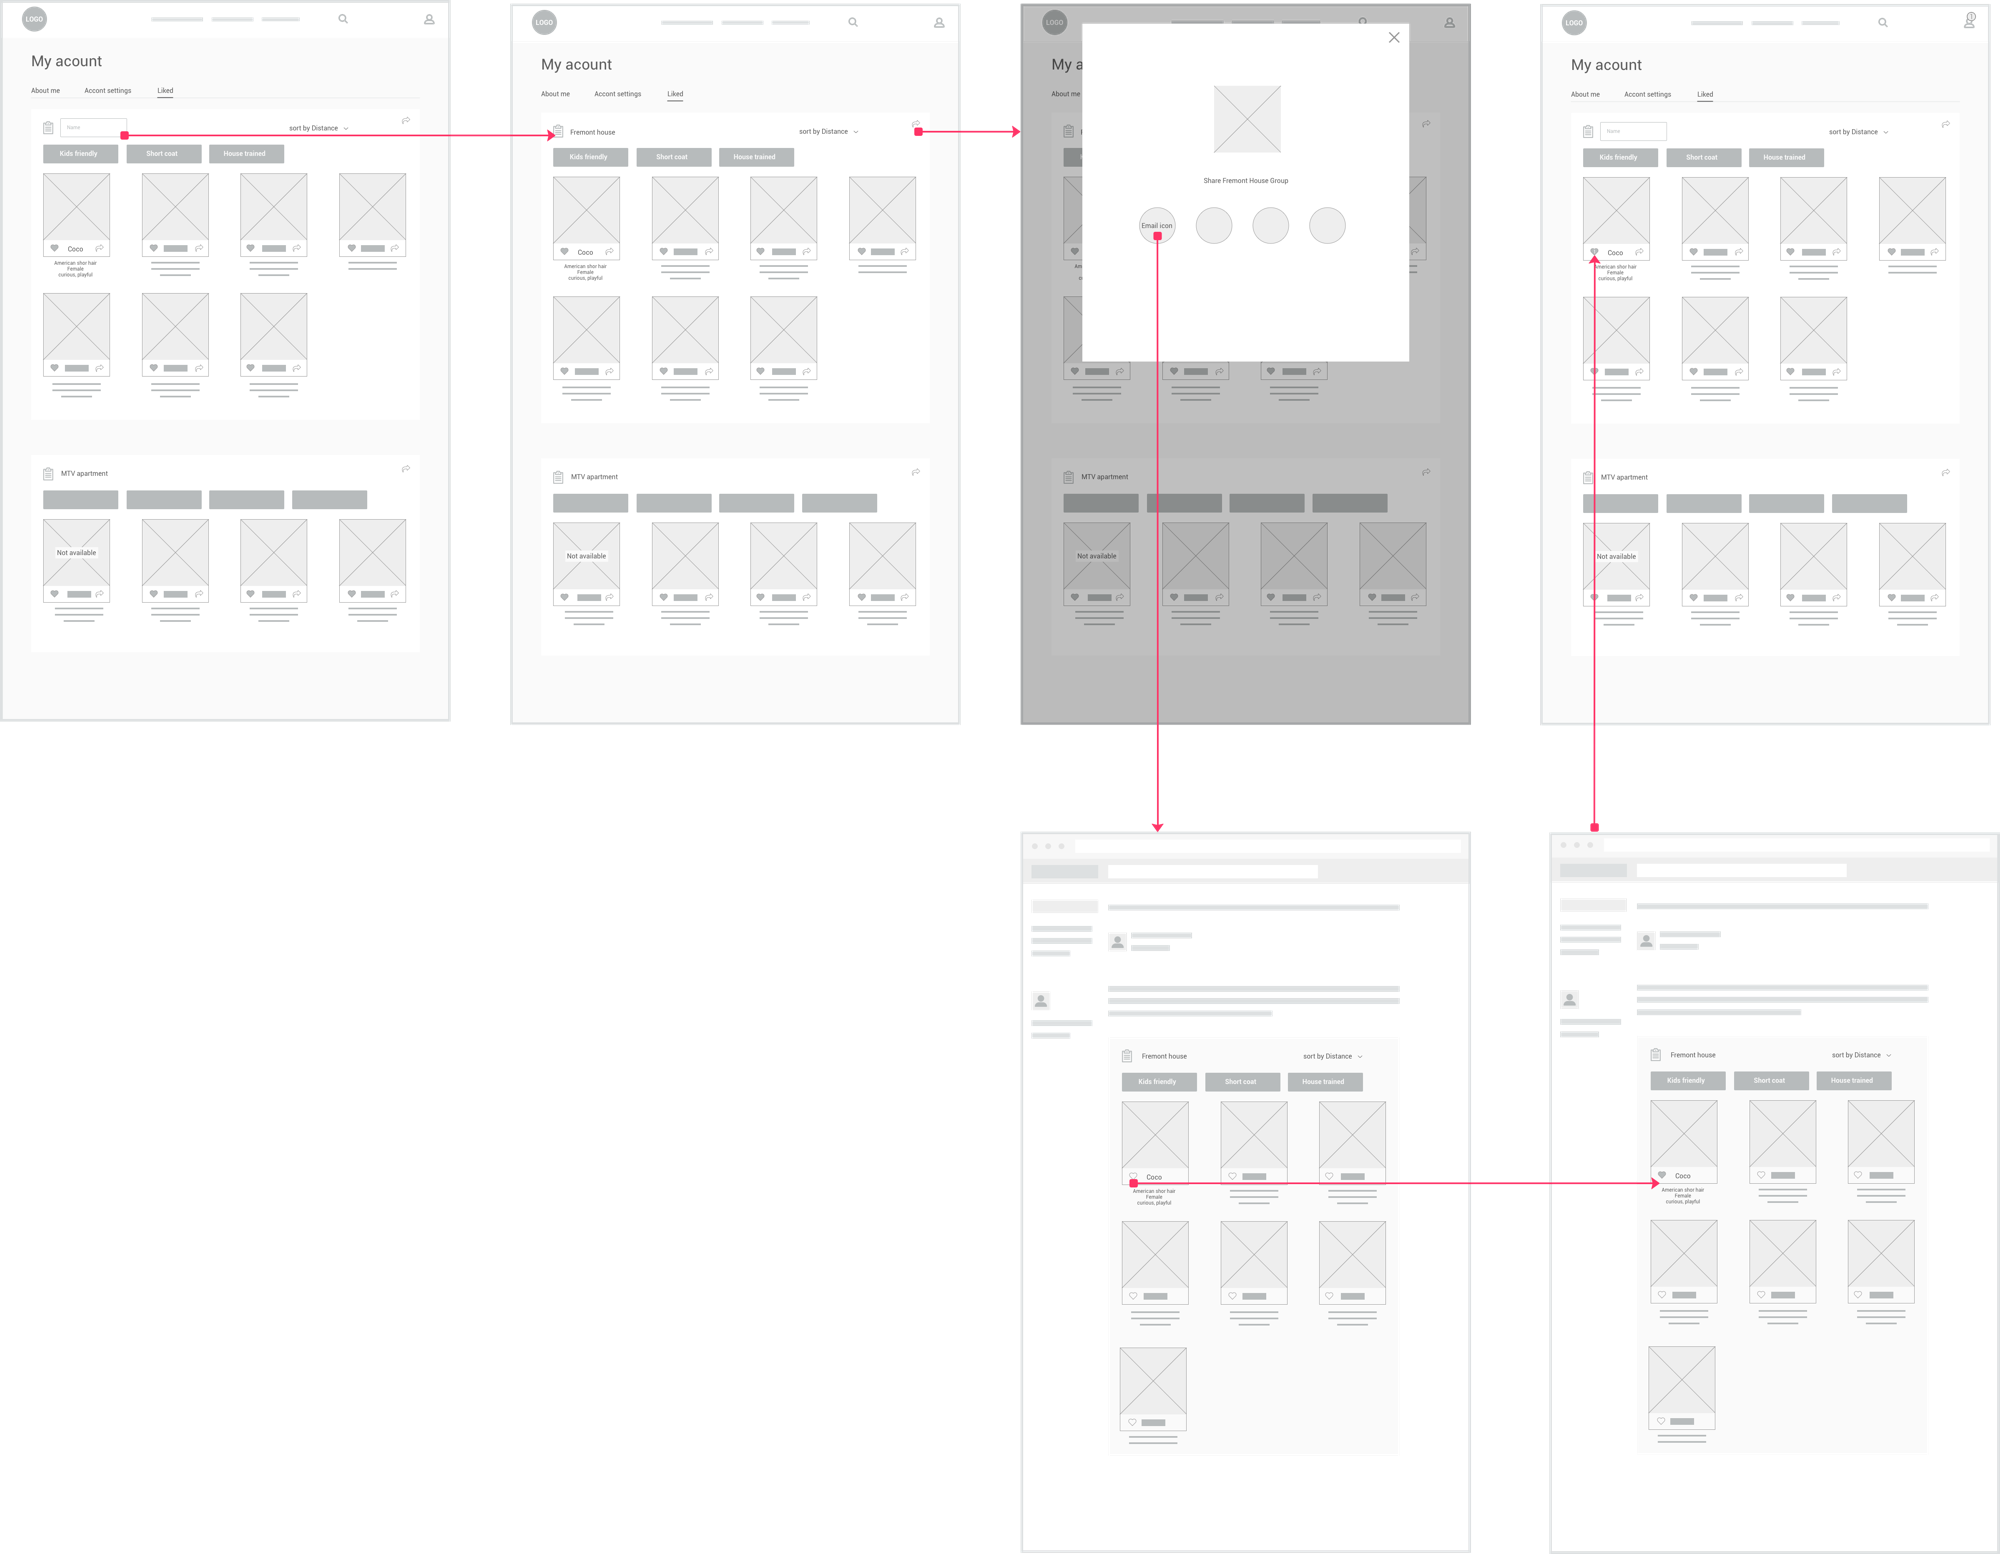 LOGO
My acount
About me Accont settings Liked
Name sort by Distance
Kids friendly Short coat House trained
Coco
American shor hair
Female
curious, playful
MTV apartment
Not available
LOGO
My acount
About me Accont settings Liked
Fremont house sort by Distance
Kids friendly Short coat House trained
Coco
American shor hair
Female
curious, playful
MTV apartment
Not available
LOGO
My a
About me
Share Fremont House Group
Email icon
MTV apartment
Not available
LOGO
My acount
About me Accont settings Liked
Name sort by Distance
Kids friendly Short coat House trained
Coco
American shor hair
Female
curious, playful
MTV apartment
Not available
Fremont house sort by Distance
Kids friendly Short coat House trained
Coco
American shor hair
Female
curious, playful
Fremont house sort by Distance
Kids friendly Short coat House trained
Coco
American shor hair
Female
curious, playful